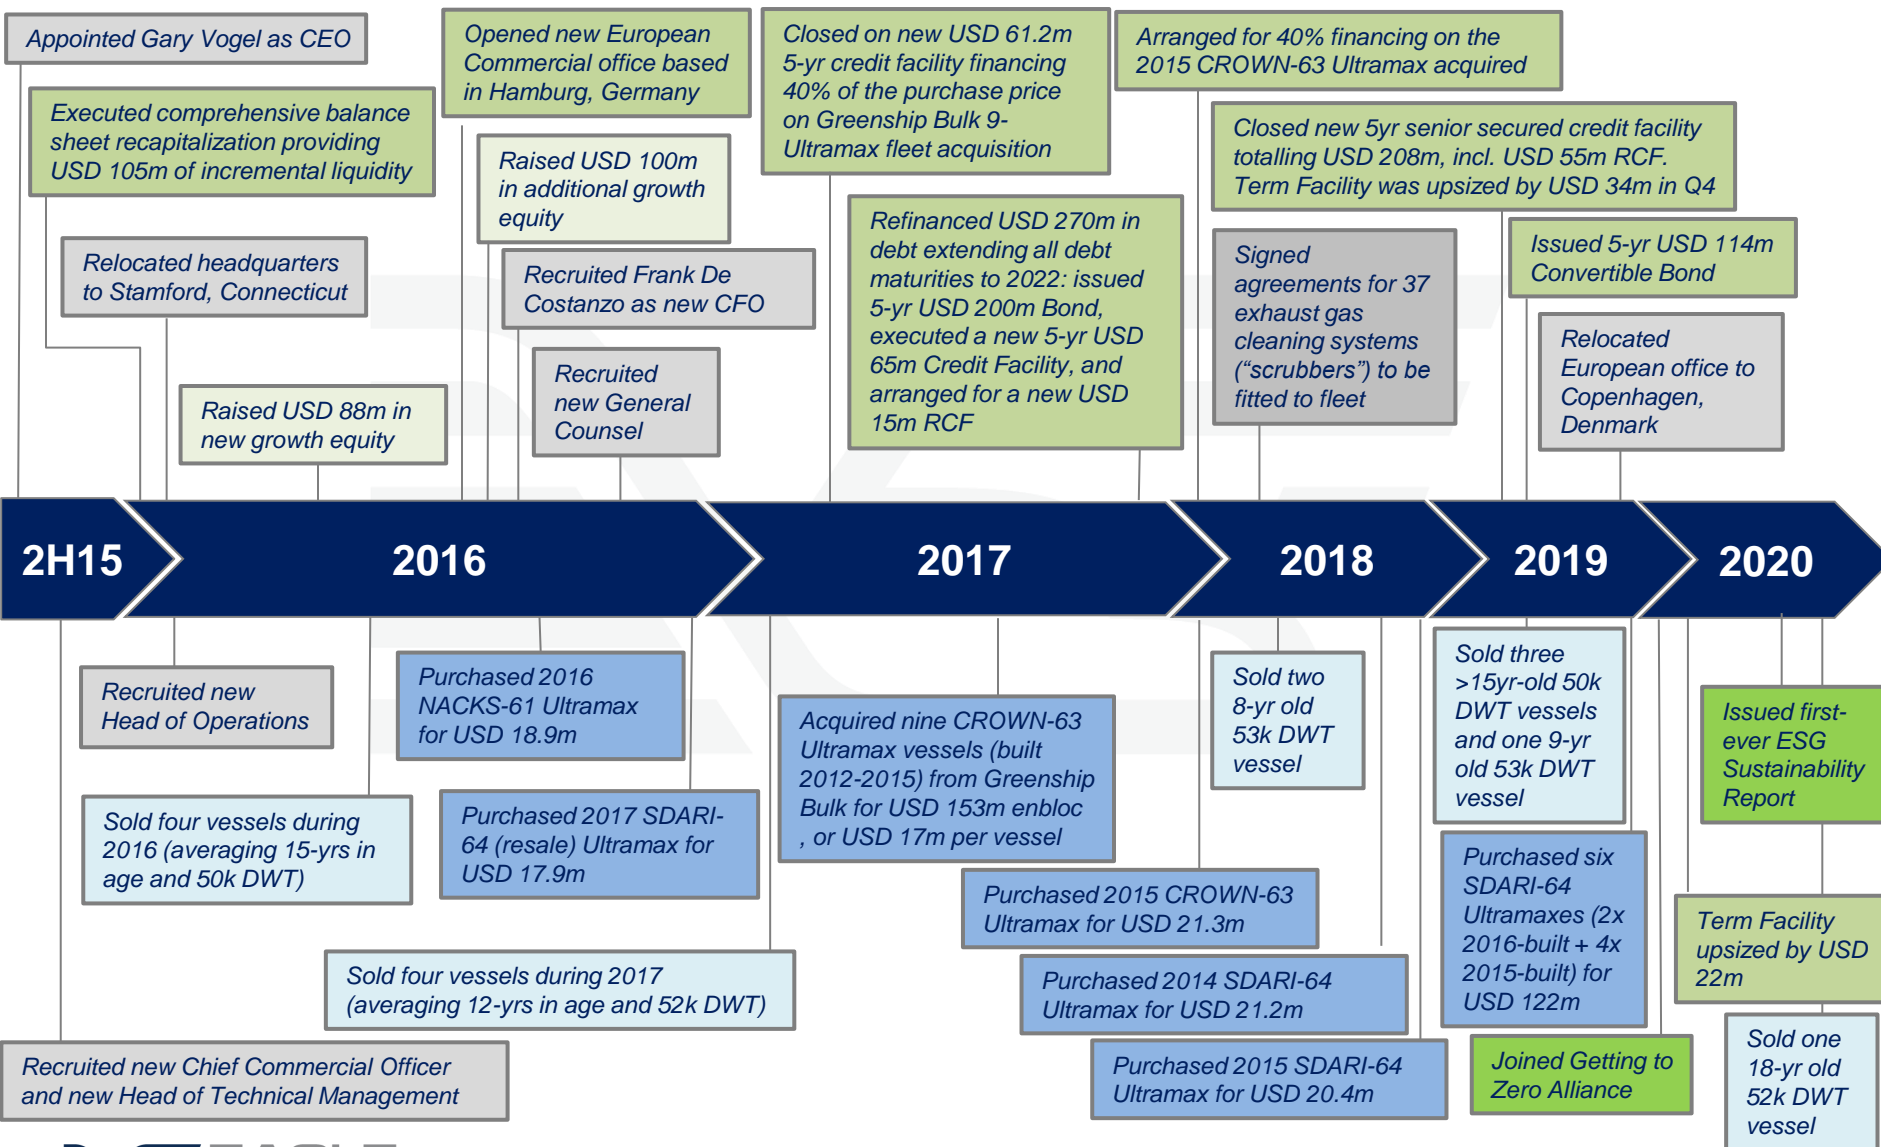 Appointed Gary Vogel as CEO
Executed comprehensive balance
sheet recapitalization providing
USD 105m of incremental liquidity
Relocated headquarters
to Stamford, Connecticut
Raised USD 88m in
new growth equity
Opened new European
Commercial office based
in Hamburg, Germany
Raised USD 100m
in additional growth
equity
Recruited Frank De
Costanzo as new CFO
Recruited
new General
Counsel
Closed on new USD 61.2m
5-yr credit facility financing
40% of the purchase price
on Greenship Bulk 9-
Ultramax fleet acquisition
Refinanced USD 270m in
debt extending all debt
maturities to 2022: issued
5-yr USD 200m Bond,
executed a new 5-yr USD
65m Credit Facility, and
arranged for a new USD
15m RCF
Arranged for 40% financing on the
2015 CROWN-63 Ultramax acquired
Closed new 5yr senior secured credit facility
totalling USD 208m, incl. USD 55m RCF.
Term Facility was upsized by USD 34m in Q4
Signed
agreements for 37
exhaust gas
cleaning systems
(“scrubbers”) to be
fitted to fleet
Issued 5-yr USD 114m
Convertible Bond
Relocated
European office to
Copenhagen,
Denmark
2H15
2016
2017
2018
2019
2020
Recruited new
Head of Operations
Sold four vessels during
2016 (averaging 15-yrs in
age and 50k DWT)
Purchased 2016
NACKS-61 Ultramax
for USD 18.9m
Purchased 2017 SDARI-
64 (resale) Ultramax for
USD 17.9m
Sold four vessels during 2017
(averaging 12-yrs in age and 52k DWT)
Recruited new Chief Commercial Officer
and new Head of Technical Management
Acquired nine CROWN-63
Ultramax vessels (built
2012-2015) from Greenship
Bulk for USD 153m enbloc
, or USD 17m per vessel
Purchased 2015 CROWN-63
Ultramax for USD 21.3m
Purchased 2014 SDARI-64
Ultramax for USD 21.2m
Purchased 2015 SDARI-64
Ultramax for USD 20.4m
Sold two
8-yr old
53k DWT
vessel
Sold three
>15yr-old 50k
DWT vessels
and one 9-yr
old 53k DWT
vessel
Purchased six
SDARI-64
Ultramaxes (2x
2016-built + 4x
2015-built) for
USD 122m
Joined Getting to
Zero Alliance
Issued first-
ever ESG
Sustainability
Report
Term Facility
upsized by USD
22m
Sold one
18-yr old
52k DWT
vessel